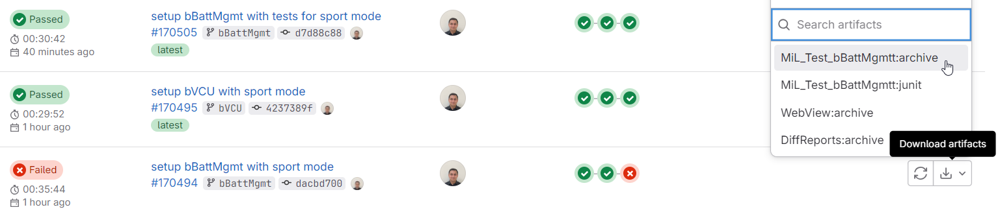 Passed
00:30:42
40 minutes ago
setup bBattMgmt with tests for sport mode
#170505 bBattMgmt d7d88c88
latest
Passed
00:29:52
1 hour ago
setup bVCU with sport mode
#170495 bVCU 4237389f
latest
Failed
00:35:44
1 hour ago
setup bBattMgmt with sport mode
#170494 bBattMgmt dacbd700
Search artifacts
MiL_Test_bBattMgmtt:archive
MiL_Test_bBattMgmtt:junit
WebView:archive
DiffReports:archive
Download artifacts